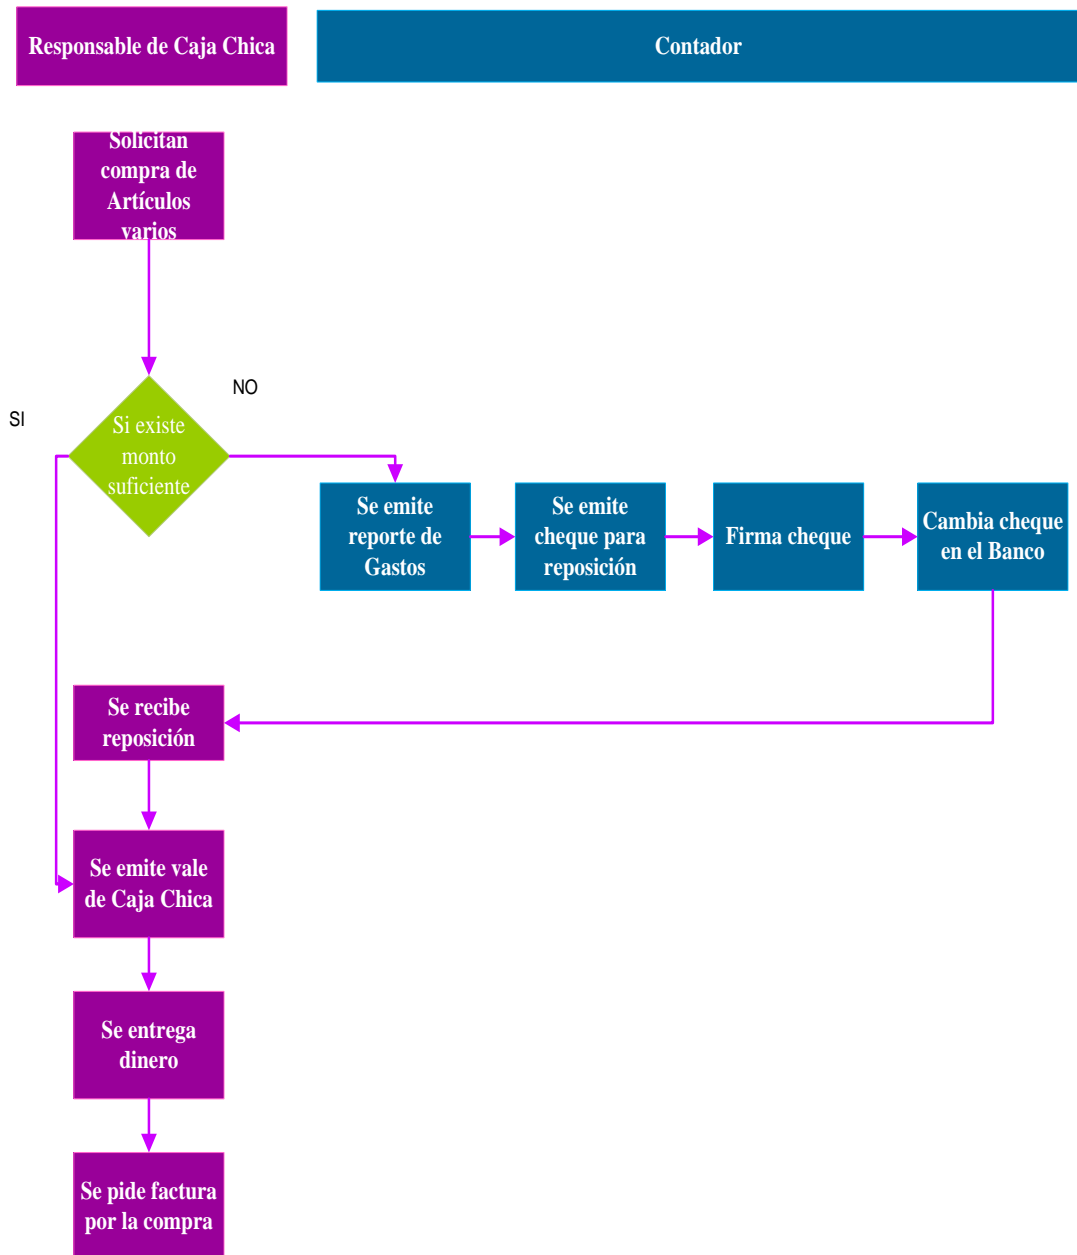 Responsable de Caja Chica
Contador
Solicitan
compra de
Artículos
varios
NO
SI
Si existe
monto
suficiente
Se emite
reporte de
Gastos
Se emite
cheque para
reposición
Firma cheque
Cambia cheque
en el Banco
Se recibe
reposición
Se emite vale
de Caja Chica
Se entrega
dinero
Se pide factura
por la compra